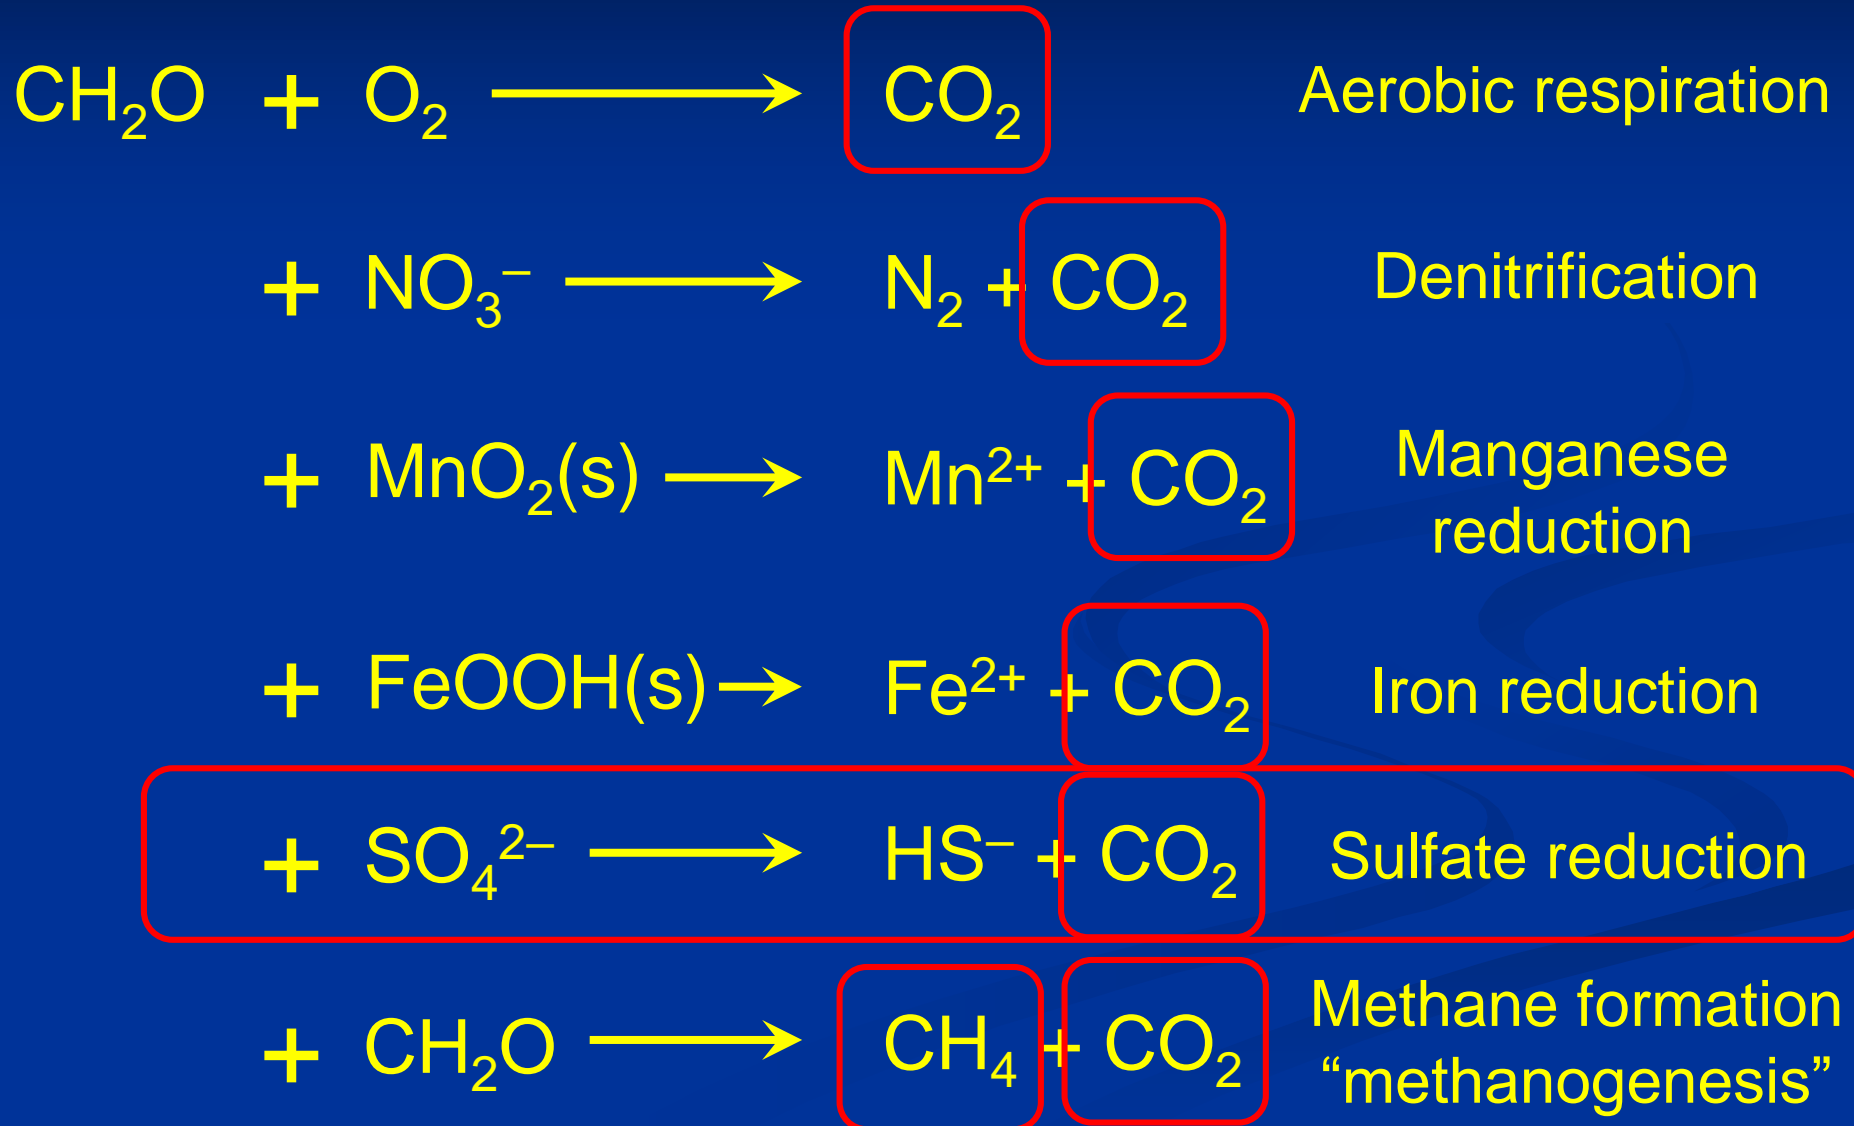 CH₂O + O₂ ⟶ CO₂ Aerobic respiration
+ NO₃⁻ ⟶ N₂ + CO₂ Denitrification
+ MnO₂(s) ⟶ Mn²⁺ + CO₂ Manganese
reduction
+ FeOOH(s) ⟶ Fe²⁺ + CO₂ Iron reduction
+ SO₄²⁻ ⟶ HS⁻ + CO₂ Sulfate reduction
+ CH₂O ⟶ CH₄ + CO₂ Methane formation
“methanogenesis”